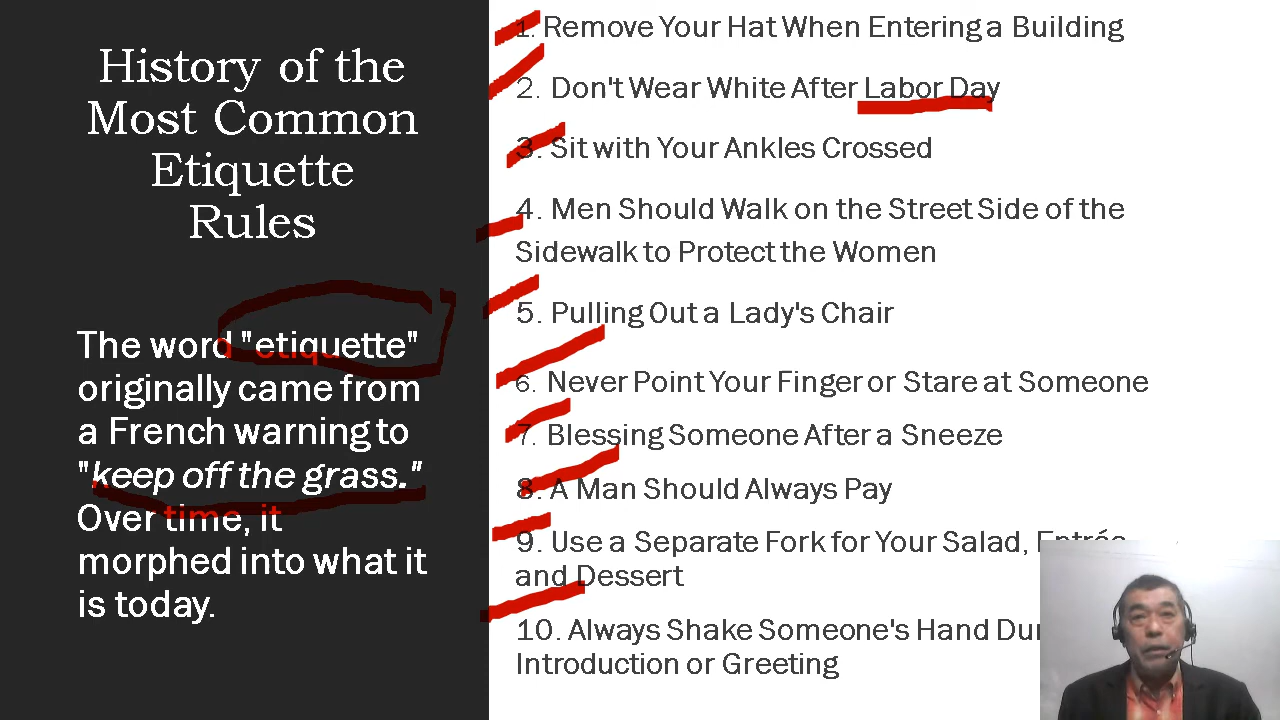 History of the
Most Common
Etiquette
Rules
The word "etiquette"
originally came from
a French warning to
"keep off the grass."
Over time, it
morphed into what it
is today.
1. Remove Your Hat When Entering a Building
2. Don't Wear White After Labor Day
3. Sit with Your Ankles Crossed
4. Men Should Walk on the Street Side of the
Sidewalk to Protect the Women
5. Pulling Out a Lady's Chair
6. Never Point Your Finger or Stare at Someone
7. Blessing Someone After a Sneeze
8. A Man Should Always Pay
9. Use a Separate Fork for Your Salad,
and Dessert
10. Always Shake Someone's Hand
Introduction or Greeting